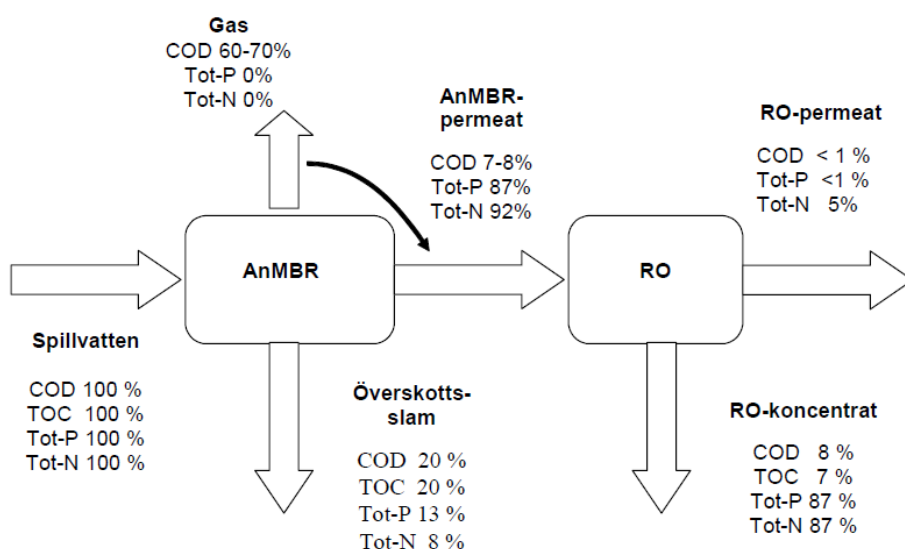 Gas
COD 60-70%
Tot-P 0%
Tot-N 0%
AnMBR-
permeat
COD 7-8%
Tot-P 87%
Tot-N 92%
RO-permeat
COD < 1 %
Tot-P <1 %
Tot-N 5%
AnMBR
RO
Spillvatten
COD 100 %
TOC 100 %
Tot-P 100 %
Tot-N 100 %
Överskotts-
slam
COD 20 %
TOC 20 %
Tot-P 13 %
Tot-N 8 %
RO-koncentrat
COD 8 %
TOC 7 %
Tot-P 87 %
Tot-N 87 %